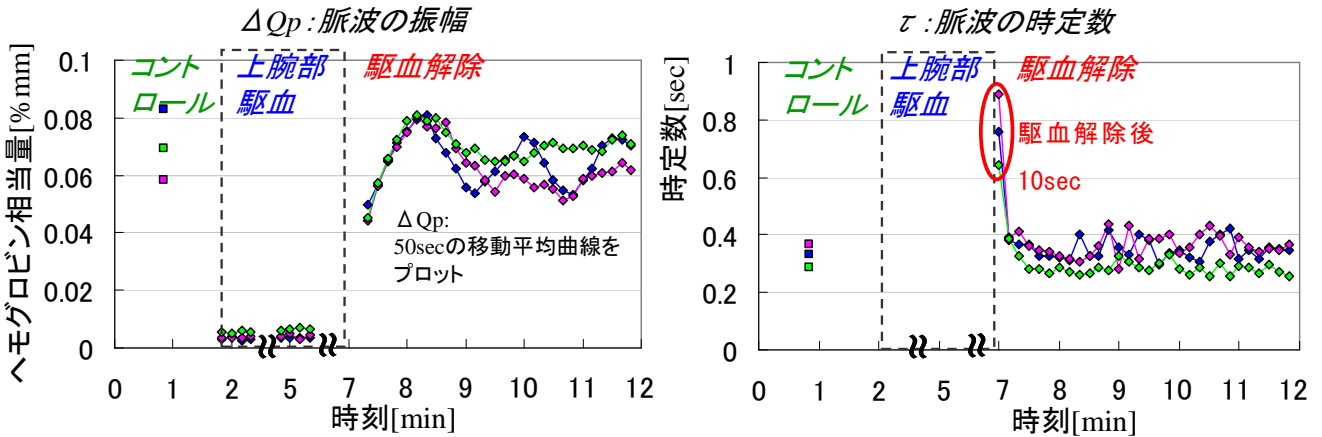 ΔQp:脈波の振幅
ヘモグロビン相当量[%mm]
0.1
0.08
0.06
0.04
0.02
0
コント
ロール
上腕部
駆血
駆血解除
ΔQp:
50secの移動平均曲線を
プロット
0 1 2 5 7 8 9 10 11 12
時刻[min]
τ:脈波の時定数
時定数[sec]
1
0.8
0.6
0.4
0.2
0
コント
ロール
上腕部
駆血
駆血解除
駆血解除後
10sec
0 1 2 5 7 8 9 10 11 12
時刻[min]